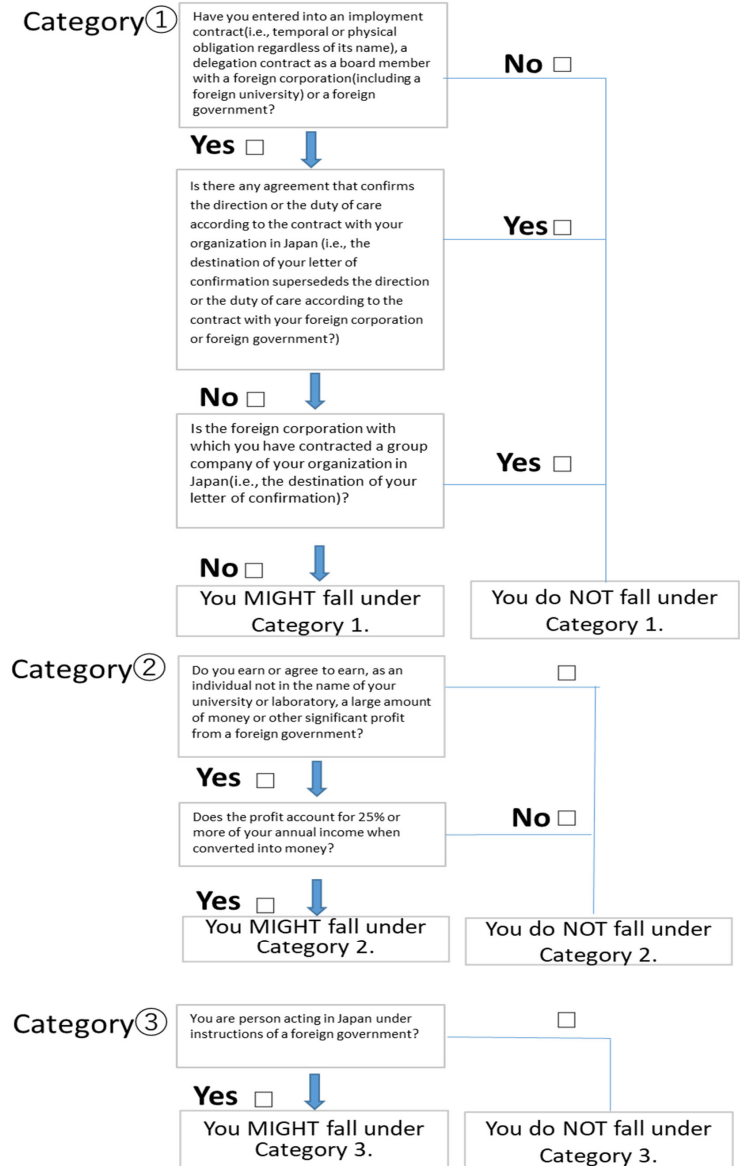 Category①
Have you entered into an imployment
contract(i.e., temporal or physical
obligation regardless of its name), a
delegation contract as a board member
with a foreign corporation(including a
foreign university) or a foreign
government?
No □
Yes □
Is there any agreement that confirms
the direction or the duty of care
according to the contract with your
organization in Japan (i.e., the
destination of your letter of
confirmation supersededs the direction
or the duty of care according to the
contract with your foreign corporation
or foreign government?)
Yes □
No □
Is the foreign corporation with
which you have contracted a group
company of your organization in
Japan(i.e., the destination of your
letter of confirmation)?
Yes □
No □
You MIGHT fall under
Category 1.
You do NOT fall under
Category 1.
Category②
Do you earn or agree to earn, as an
individual not in the name of your
university or laboratory, a large amount
of money or other significant profit
from a foreign government?
□
Yes □
Does the profit account for 25% or
more of your annual income when
converted into money?
No □
Yes □
You MIGHT fall under
Category 2.
You do NOT fall under
Category 2.
Category③
You are person acting in Japan under
instructions of a foreign government?
□
Yes □
You MIGHT fall under
Category 3.
You do NOT fall under
Category 3.